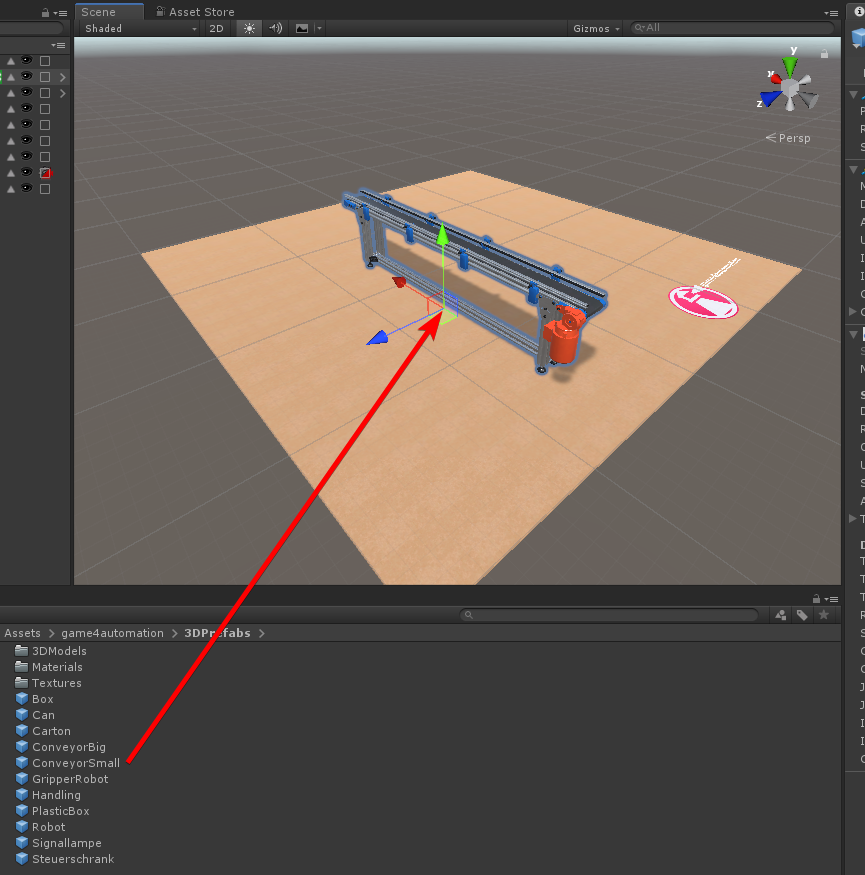 Scene Asset Store
Shaded 2D Gizmos All
y
x
z
Persp
Assets > game4automation > 3DPrefabs >
3DModels
Materials
Textures
Box
Can
Carton
ConveyorBig
ConveyorSmall
GripperRobot
Handling
PlasticBox
Robot
Signallampe
Steuerschrank